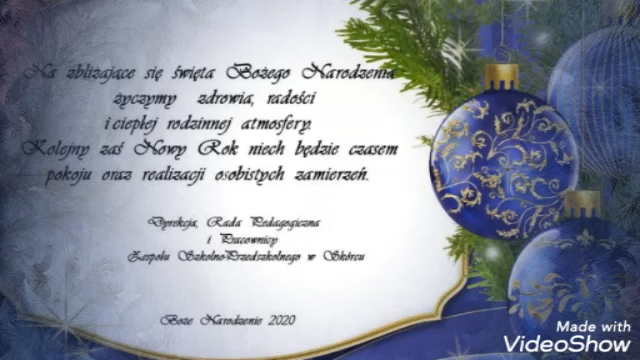 Na zbliżające się święta Bożego Narodzenia
życzymy zdrowia, radości
i ciepłej rodzinnej atmosfery.
Kolejny zaś Nowy Rok niech będzie czasem
pokoju oraz realizacji osobistych zamierzeń.
Dyrekcja, Rada Pedagogiczna
i Pracownicy
Zespołu Szkolno-Przedszkolnego w Skórcu
Boże Narodzenie 2020
Made with
VideoShow